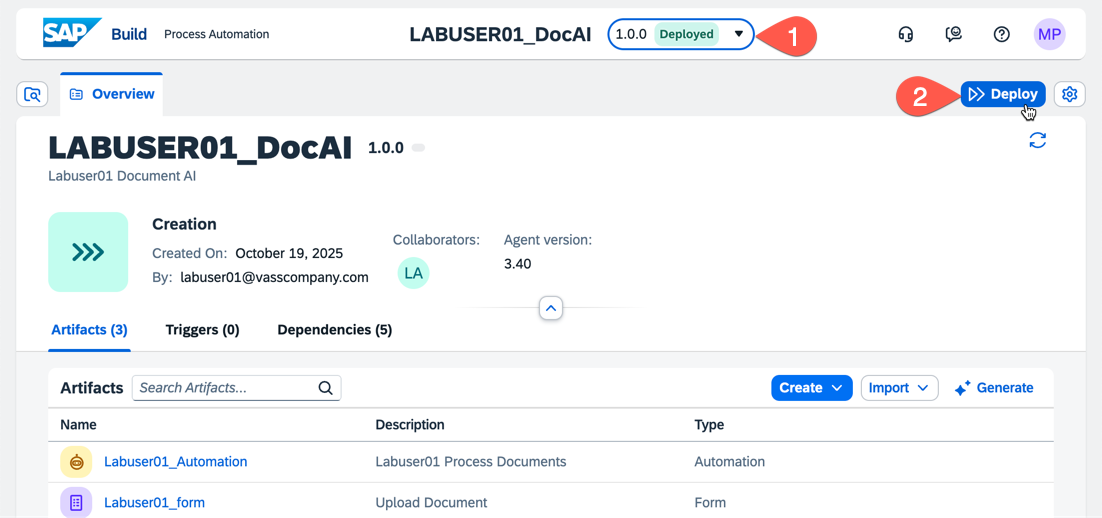 SAP Build Process Automation LABUSER01_DocAI 1.0.0 Deployed 1 MP
Overview 2 Deploy
LABUSER01_DocAI 1.0.0
Labuser01 Document AI
Creation
Created On: October 19, 2025
By: labuser01@vasscompany.com
Collaborators:
LA
Agent version:
3.40
Artifacts (3) Triggers (0) Dependencies (5)
Artifacts Search Artifacts... Create Import Generate
Name Description Type
Labuser01_Automation Labuser01 Process Documents Automation
Labuser01_form Upload Document Form